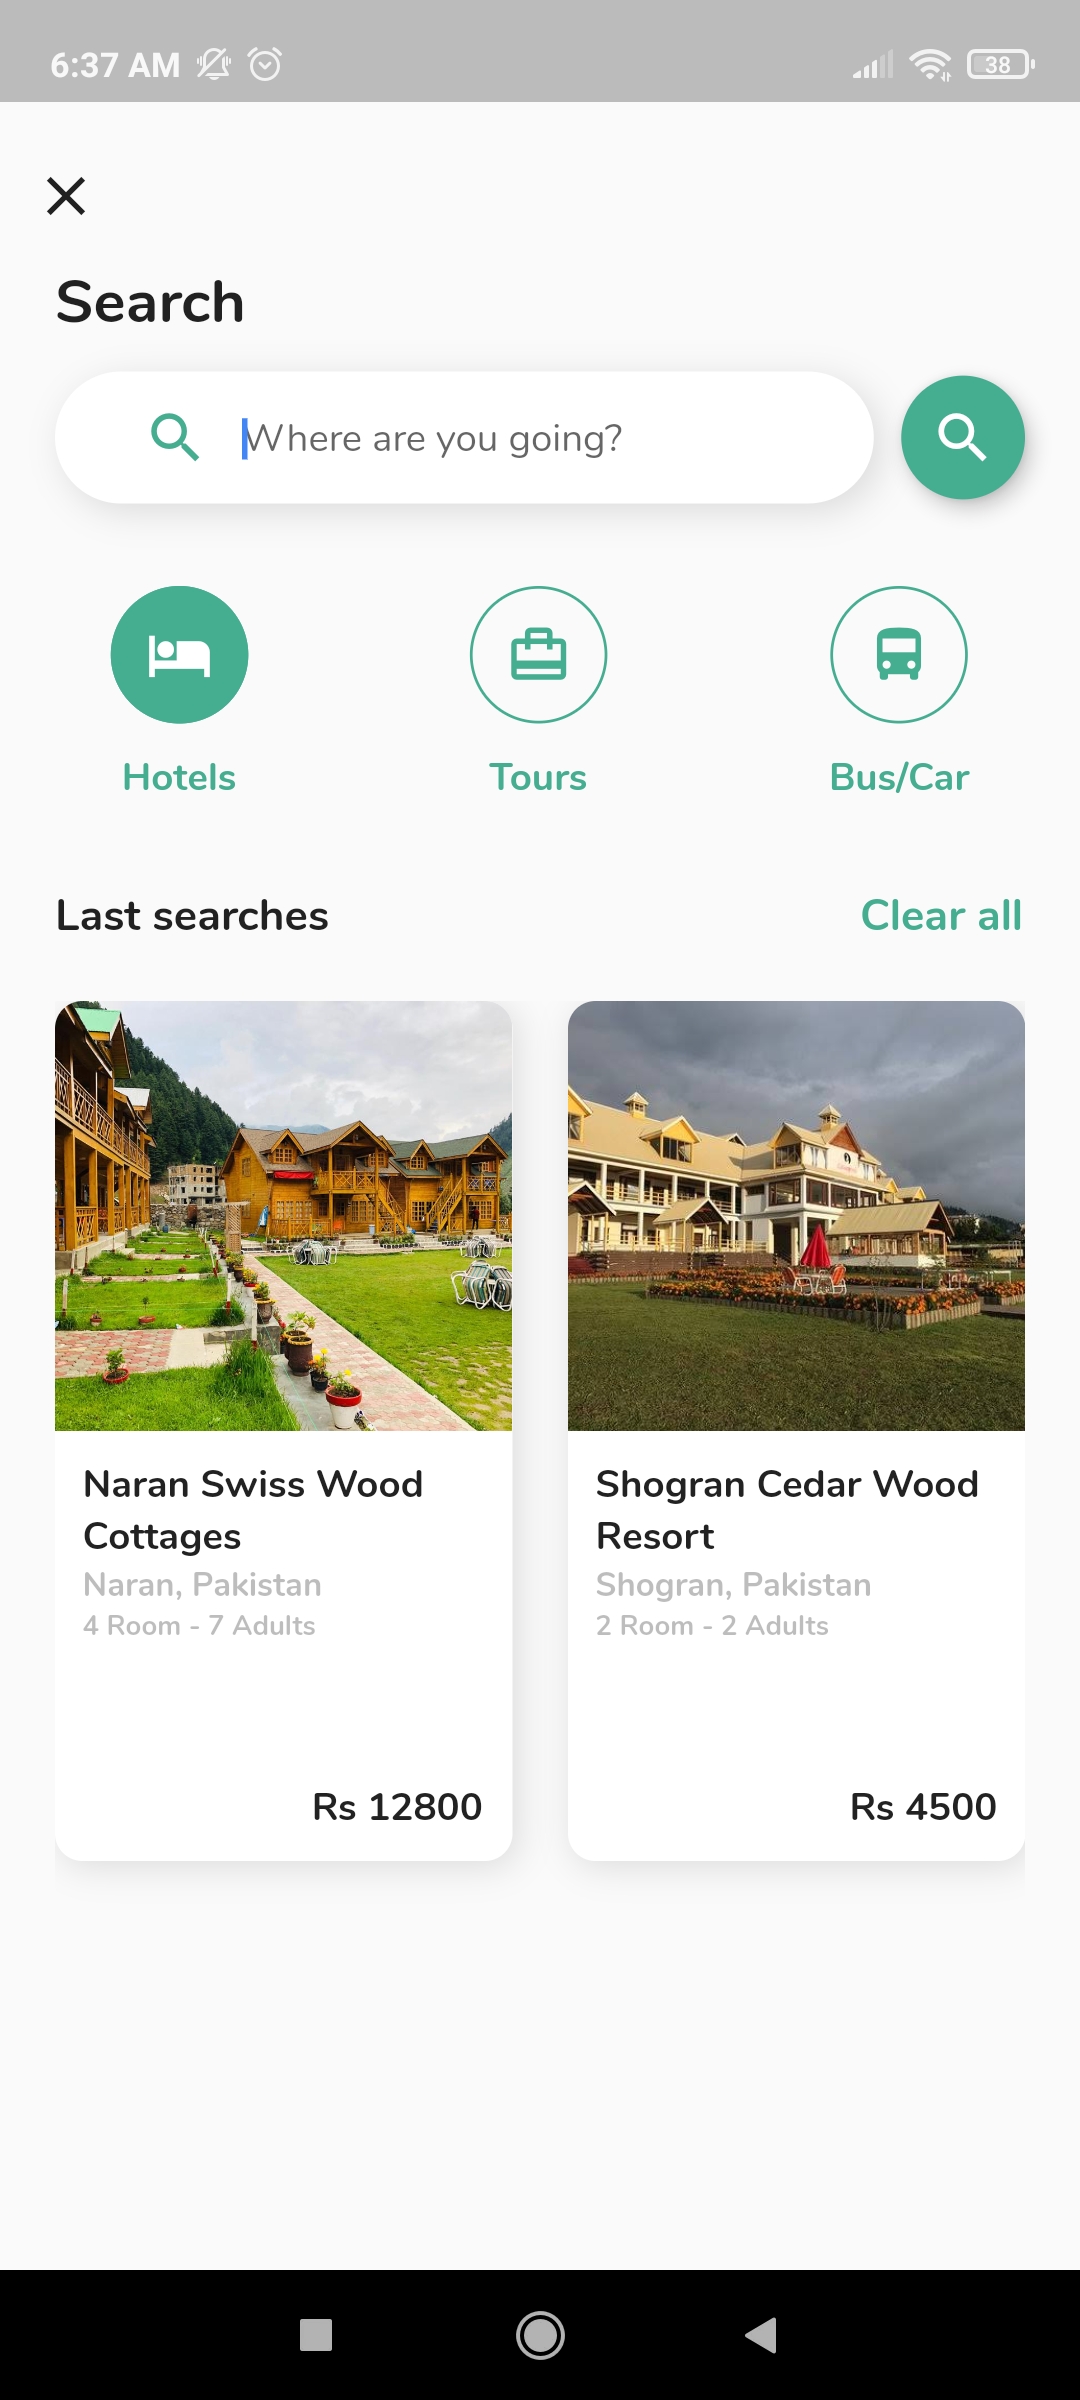 6:37 AM
38
Search
Where are you going?
Hotels
Tours
Bus/Car
Last searches
Clear all
Naran Swiss Wood
Cottages
Naran, Pakistan
4 Room - 7 Adults
Rs 12800
Shogran Cedar Wood
Resort
Shogran, Pakistan
2 Room - 2 Adults
Rs 4500